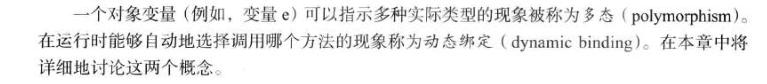 一个对象变量（例如，变量 e）可以指示多种实际类型的现象被称为多态（polymorphism）。
在运行时能够自动地选择调用哪个方法的现象称为动态绑定（dynamic binding）。在本章中将
详细地讨论这两个概念。